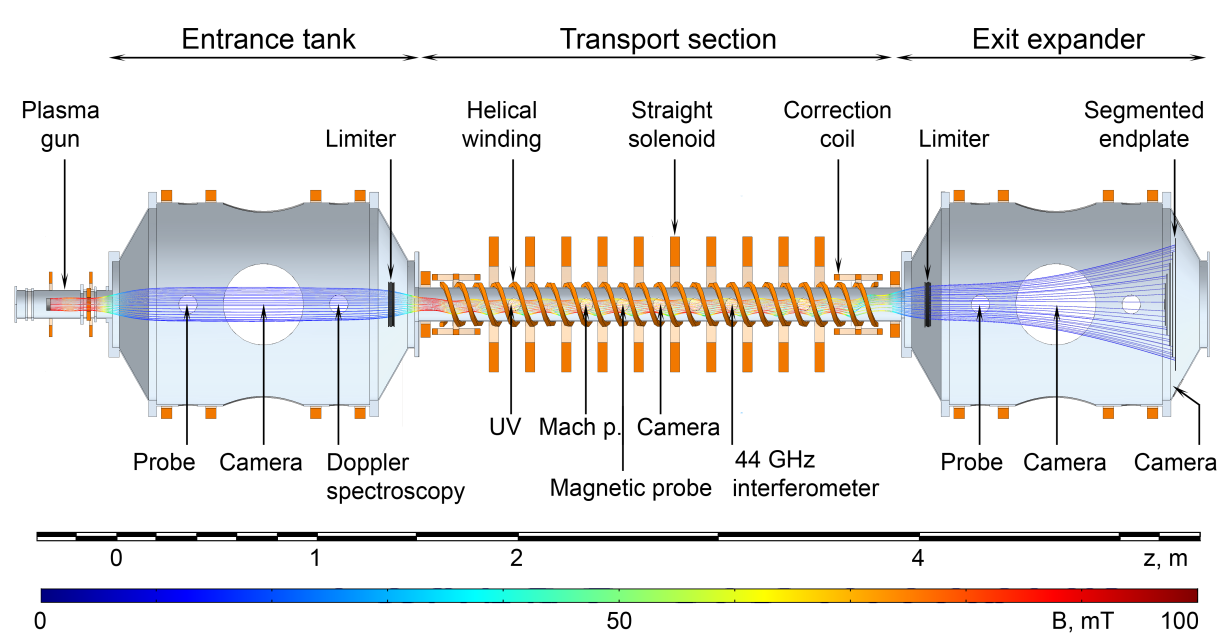 Entrance tank
Transport section
Exit expander
Plasma
gun
Limiter
Helical
winding
Straight
solenoid
Correction
coil
Limiter
Segmented
endplate
UV
Mach p.
Camera
Probe
Camera
Doppler
spectroscopy
Magnetic probe
44 GHz
interferometer
Probe
Camera
Camera
0
1
2
4
z, m
0
50
B, mT
100